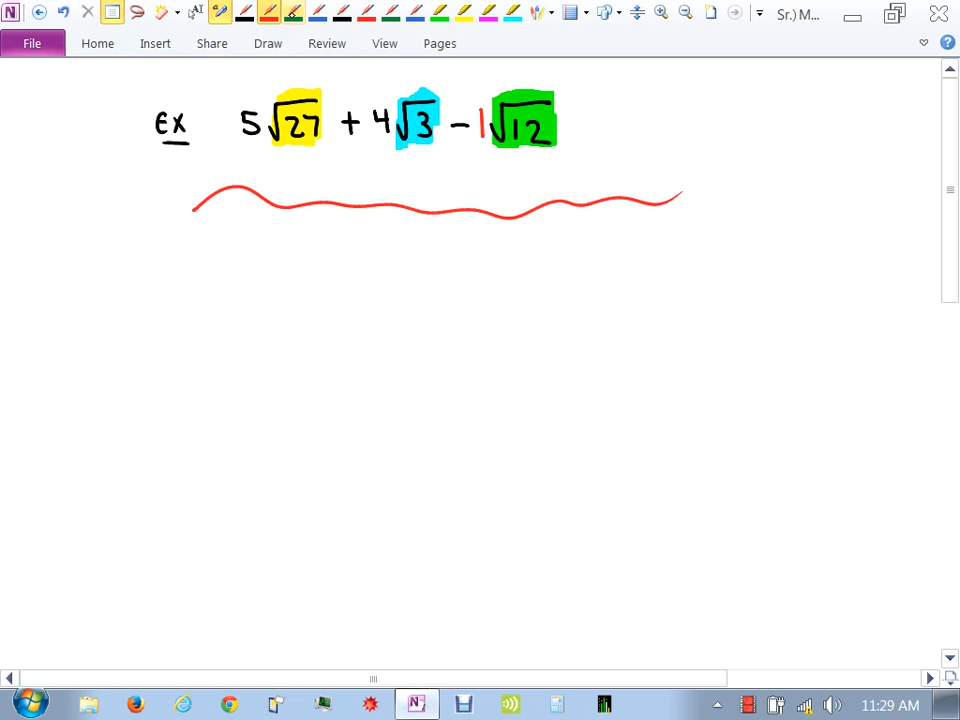 Sr.) M...
File Home Insert Share Draw Review View Pages
ex 5√27 + 4√3 − 1√12
11:29 AM